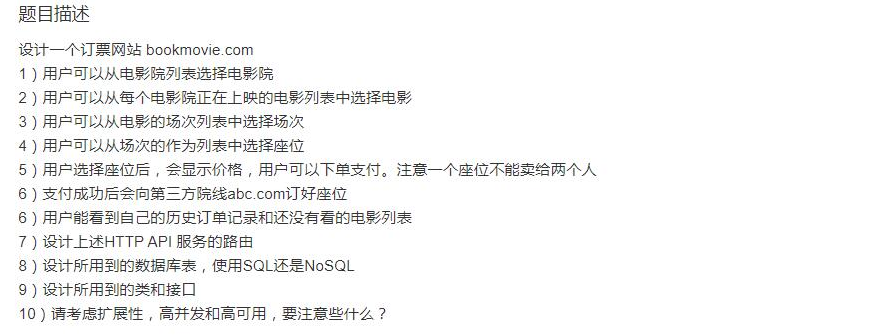 题目描述
设计一个订票网站 bookmovie.com
1）用户可以从电影院列表选择电影院
2）用户可以从每个电影院正在上映的电影列表中选择电影
3）用户可以从电影的场次列表中选择场次
4）用户可以从场次的作为列表中选择座位
5）用户选择座位后，会显示价格，用户可以下单支付。注意一个座位不能卖给两个人
6）支付成功后会向第三方院线abc.com订好座位
6）用户能看到自己的历史订单记录和还没有看的电影列表
7）设计上述HTTP API 服务的路由
8）设计所用到的数据库表，使用SQL还是NoSQL
9）设计所用到的类和接口
10）请考虑扩展性，高并发和高可用，要注意些什么？